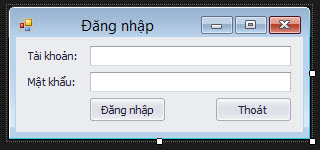 Đăng nhập
Tài khoản:
Mật khẩu:
Đăng nhập Thoát